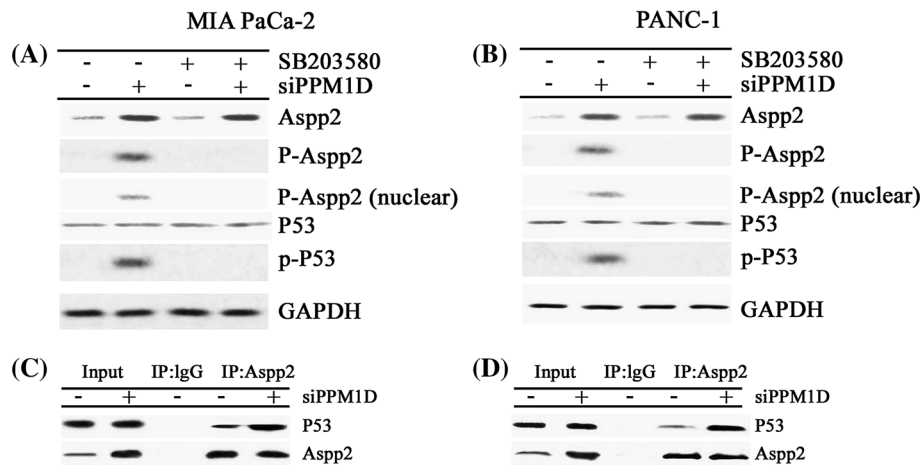 MIA PaCa-2
(A)
- - + + SB203580
- + - + siPPM1D
Aspp2
P-Aspp2
P-Aspp2 (nuclear)
P53
p-P53
GAPDH
PANC-1
(B)
- - + + SB203580
- + - + siPPM1D
Aspp2
P-Aspp2
P-Aspp2 (nuclear)
P53
p-P53
GAPDH
(C)
Input IP:lgG IP:Aspp2
- + - - + siPPM1D
P53
Aspp2
(D)
Input IP:lgG IP:Aspp2
- + - - + siPPM1D
P53
Aspp2